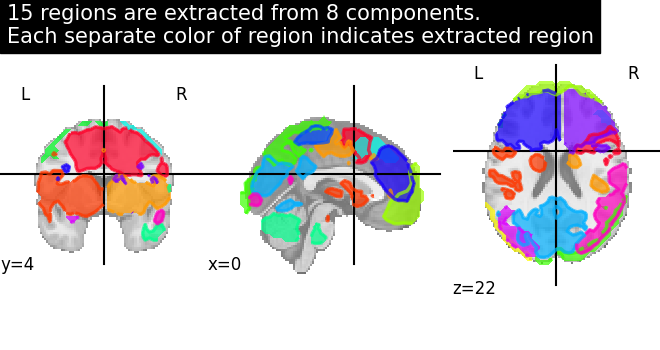 15 regions are extracted from 8 components.
Each separate color of region indicates extracted region
L R
L R
y=4
x=0
z=22